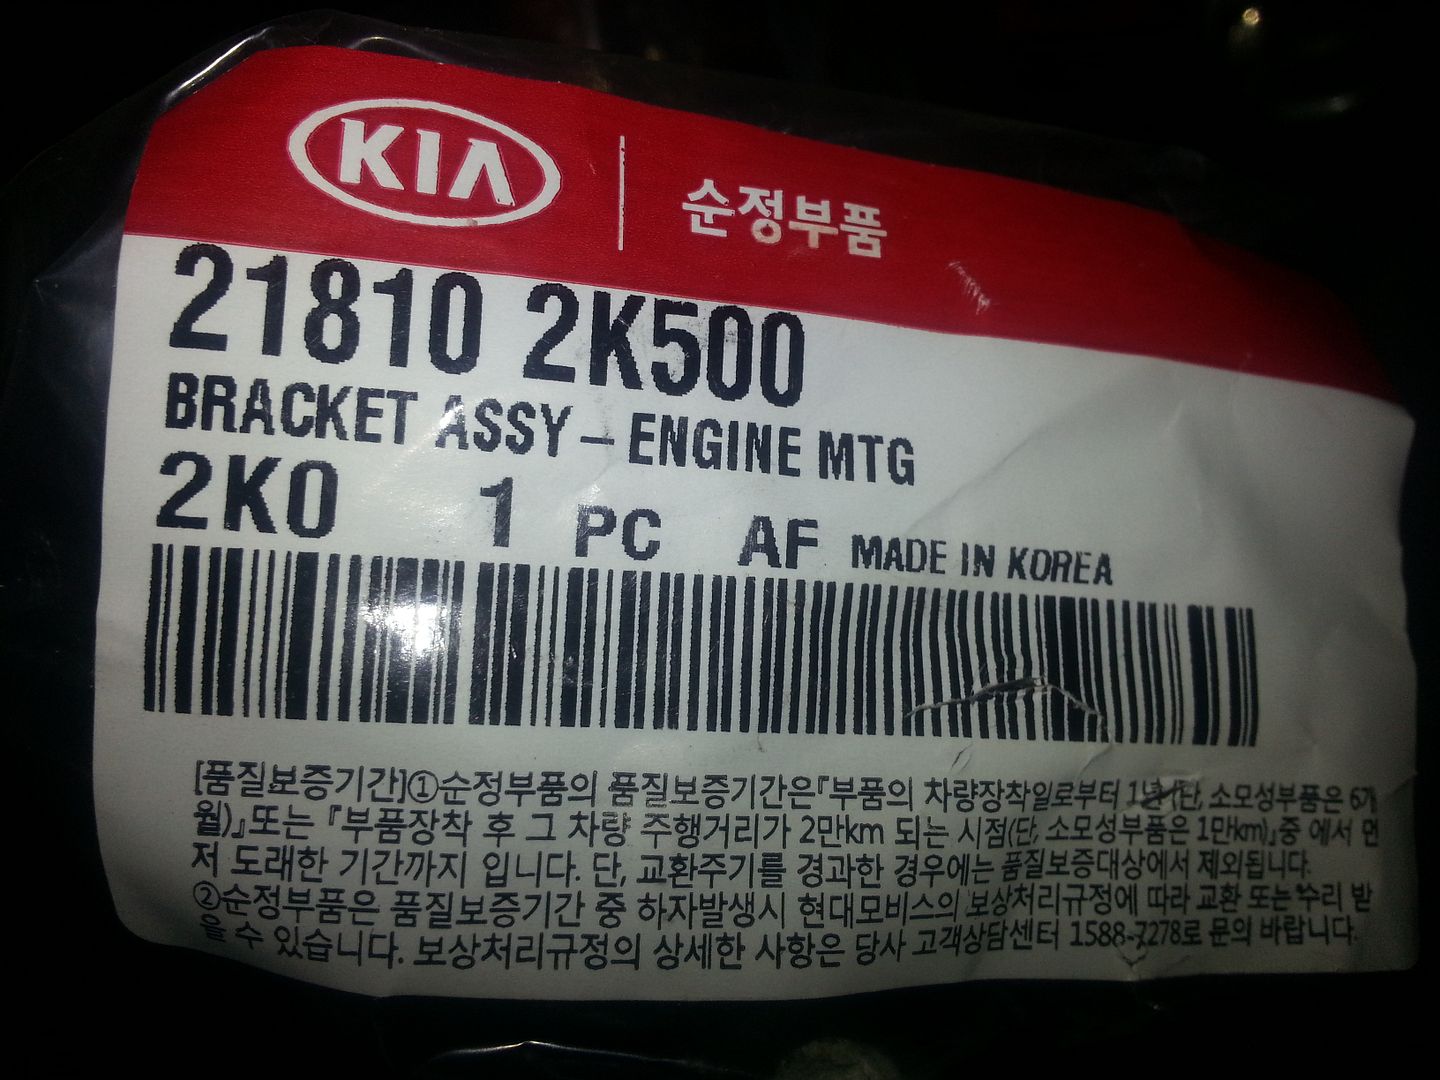 KIA 순정부품
21810 2K500
BRACKET ASSY – ENGINE MTG
2K0 1 PC AF MADE IN KOREA
[품질보증기간]①순정부품의 품질보증기간은『부품의 차량장착일로부터 1년(단, 소모성부품은 6개
월)』또는 『부품장착 후 그 차량 주행거리가 2만km 되는 시점(단, 소모성부품은 1만km)』중 에서 먼
저 도래한 기간까지 입니다. 단, 교환주기를 경과한 경우에는 품질보증대상에서 제외됩니다.
②순정부품은 품질보증기간 중 하자발생시 현대모비스의 보상처리규정에 따라 교환 또는 수리 받
을 수 있습니다. 보상처리규정의 상세한 사항은 당사 고객상담센터 1588-7278로 문의 바랍니다.